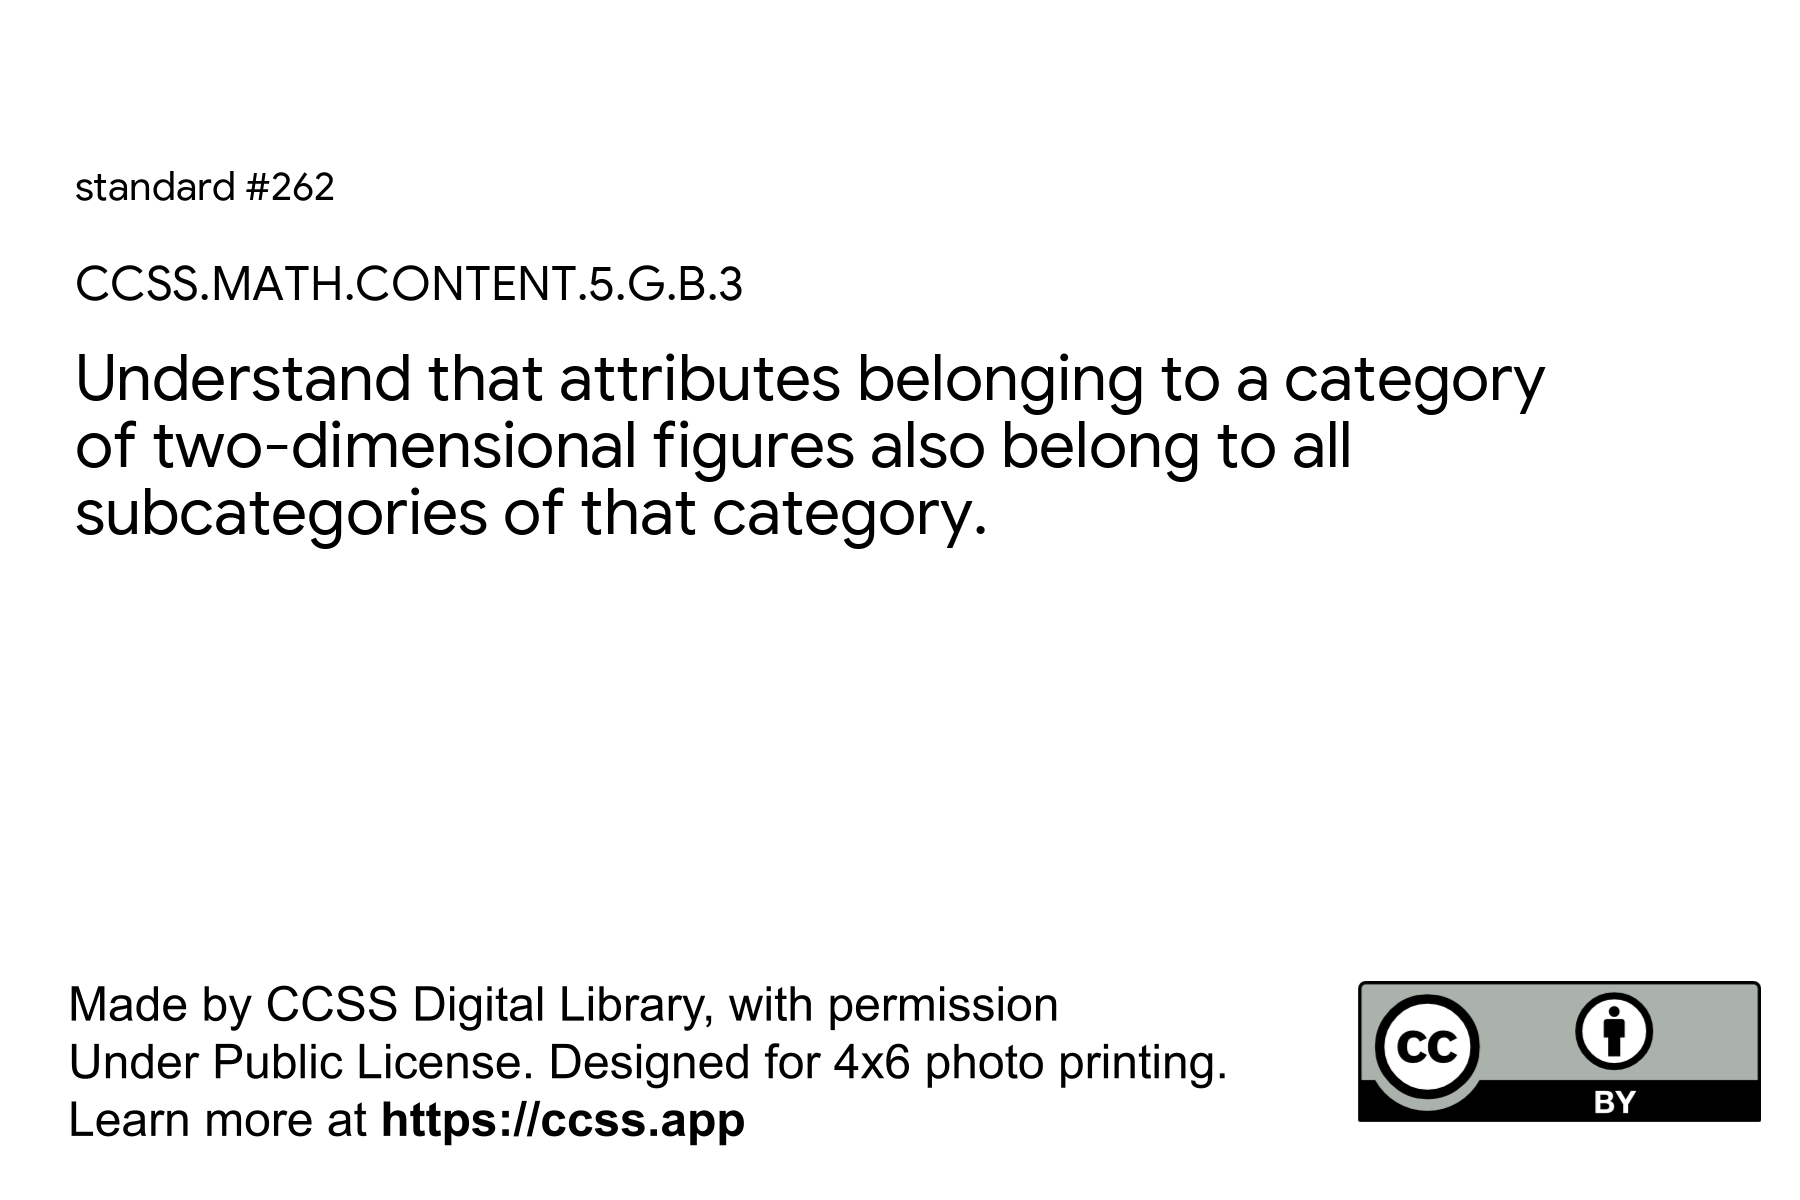 standard #262
CCSS.MATH.CONTENT.5.G.B.3
Understand that attributes belonging to a category
of two-dimensional figures also belong to all
subcategories of that category.
Made by CCSS Digital Library, with permission
Under Public License. Designed for 4x6 photo printing.
Learn more at https://ccss.app
cc
BY